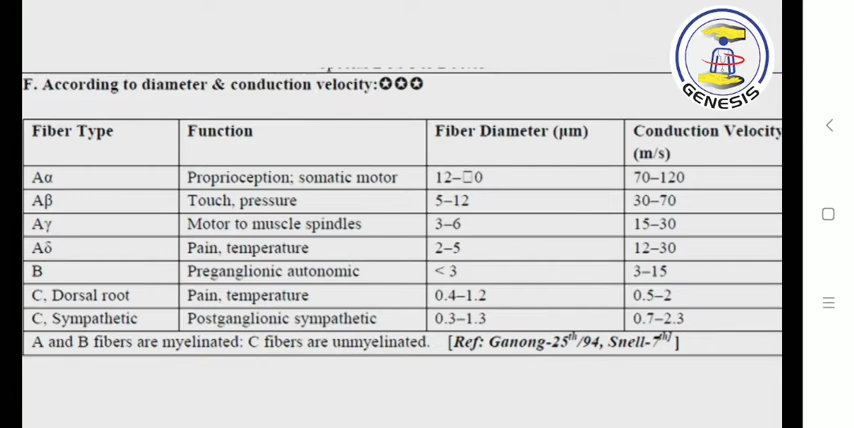 GENESIS
F. According to diameter & conduction velocity:✪✪✪
Fiber Type Function Fiber Diameter (μm) Conduction Velocity (m/s)
Aα Proprioception; somatic motor 12–□0 70–120
Aβ Touch, pressure 5–12 30–70
Aγ Motor to muscle spindles 3–6 15–30
Aδ Pain, temperature 2–5 12–30
B Preganglionic autonomic < 3 3–15
C, Dorsal root Pain, temperature 0.4–1.2 0.5–2
C, Sympathetic Postganglionic sympathetic 0.3–1.3 0.7–2.3
A and B fibers are myelinated: C fibers are unmyelinated. [Ref: Ganong-25th/94, Snell-7th]]